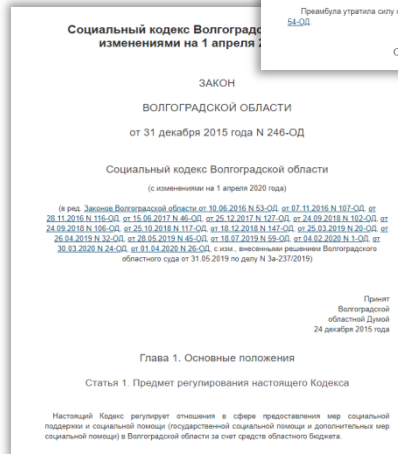 Преамбула утратила силу
54-ОД.
Социальный кодекс Волгоград
изменениями на 1 апреля
ЗАКОН
ВОЛГОГРАДСКОЙ ОБЛАСТИ
от 31 декабря 2015 года N 246-ОД
Социальный кодекс Волгоградской области
(с изменениями на 1 апреля 2020 года)
(в ред. Законов Волгоградской области от 10.06.2016 N 53-ОД, от 07.11.2016 N 107-ОД, от
28.11.2016 N 116-ОД, от 15.06.2017 N 46-ОД, от 25.12.2017 N 127-ОД, от 24.09.2018 N 102-ОД, от
24.09.2018 N 106-ОД, от 25.10.2018 N 117-ОД, от 18.12.2018 N 147-ОД, от 25.03.2019 N 20-ОД, от
26.04.2019 N 32-ОД, от 28.05.2019 N 45-ОД, от 18.07.2019 N 59-ОД, от 04.02.2020 N 1-ОД, от
30.03.2020 N 24-ОД, от 01.04.2020 N 26-ОД, с изм., внесенными решением Волгоградского
областного суда от 31.05.2019 по делу N 3а-237/2019)
Принят
Волгоградской
областной Думой
24 декабря 2015 года
Глава 1. Основные положения
Статья 1. Предмет регулирования настоящего Кодекса
Настоящий Кодекс регулирует отношения в сфере предоставления мер социальной
поддержки и социальной помощи (государственной социальной помощи и дополнительных мер
социальной помощи) в Волгоградской области за счет средств областного бюджета.